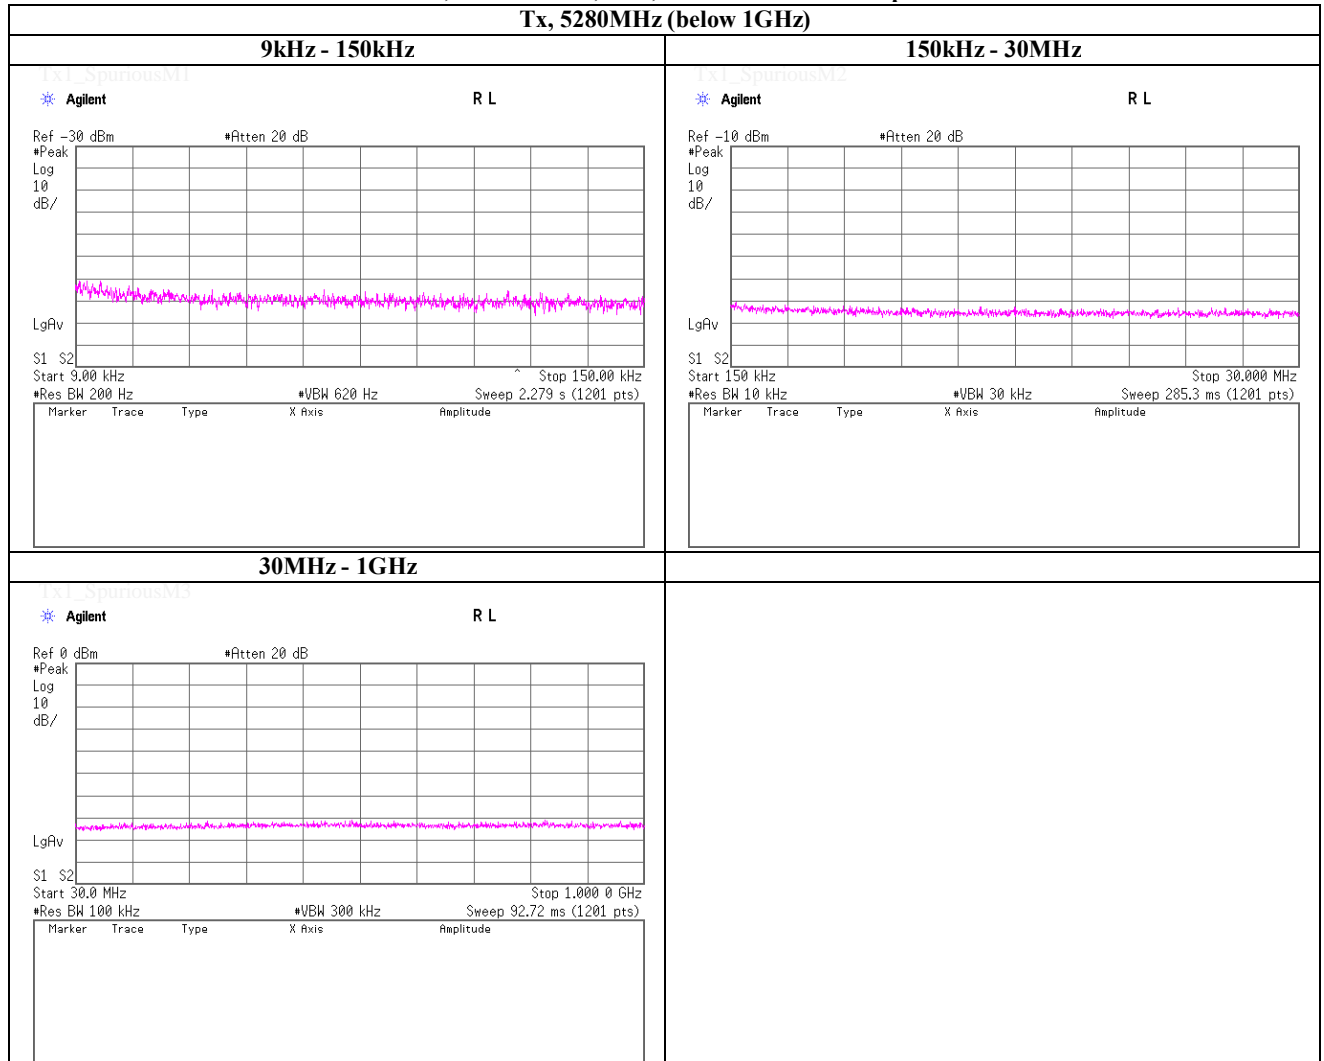 Tx, 5280MHz (below 1GHz)
9kHz - 150kHz
150kHz - 30MHz
Tx1_SpuriousM1
Agilent
R L
Ref -30 dBm
#Atten 20 dB
#Peak
Log
10
dB/
LgAv
S1 S2
Start 9.00 kHz
^ Stop 150.00 kHz
#Res BW 200 Hz
#VBW 620 Hz
Sweep 2.279 s (1201 pts)
Marker Trace Type X Axis Amplitude
Tx1_SpuriousM2
Agilent
R L
Ref -10 dBm
#Atten 20 dB
#Peak
Log
10
dB/
LgAv
S1 S2
Start 150 kHz
Stop 30.000 MHz
#Res BW 10 kHz
#VBW 30 kHz
Sweep 285.3 ms (1201 pts)
Marker Trace Type X Axis Amplitude
30MHz - 1GHz
Tx1_SpuriousM3
Agilent
R L
Ref 0 dBm
#Atten 20 dB
#Peak
Log
10
dB/
LgAv
S1 S2
Start 30.0 MHz
Stop 1.000 0 GHz
#Res BW 100 kHz
#VBW 300 kHz
Sweep 92.72 ms (1201 pts)
Marker Trace Type X Axis Amplitude